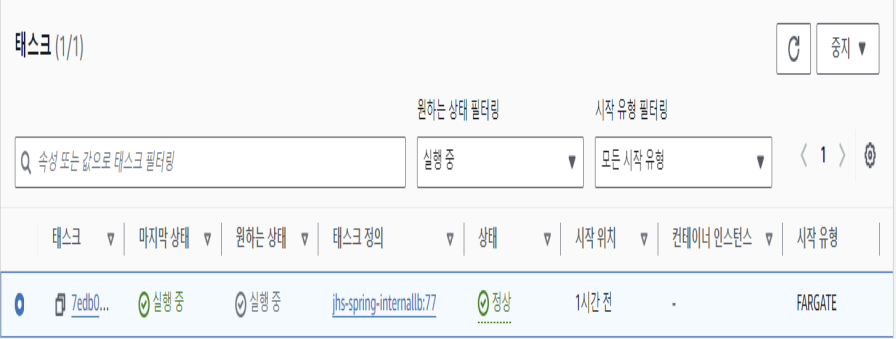 태스크 (1/1)
중지
원하는 상태 필터링
시작 유형 필터링
속성 또는 값으로 태스크 필터링
실행 중
모든 시작 유형
1
태스크 마지막 상태 원하는 상태 태스크 정의 상태 시작 위치 컨테이너 인스턴스 시작 유형
7edb0... 실행 중 실행 중 jhs-spring-internallb:77 정상 1시간 전 - FARGATE